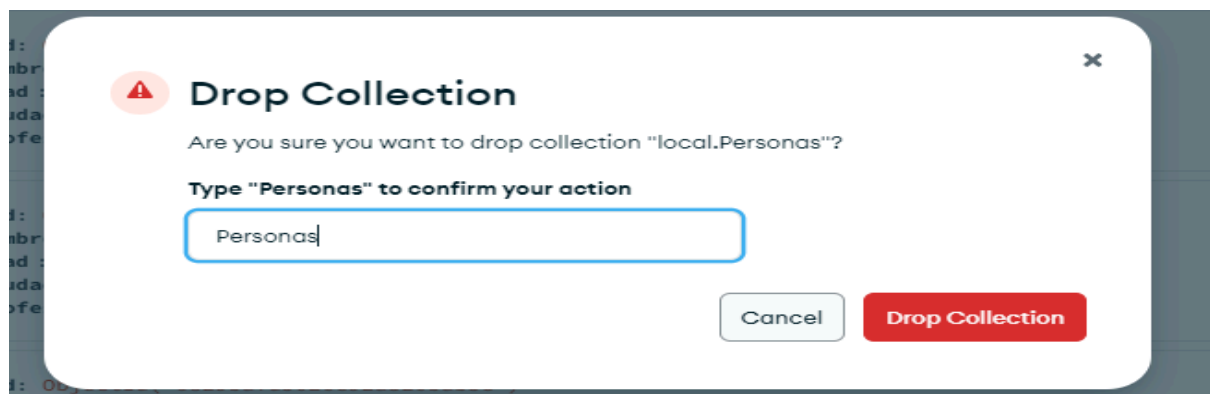 Drop Collection
Are you sure you want to drop collection "local.Personas"?
Type "Personas" to confirm your action
Personas
Cancel
Drop Collection